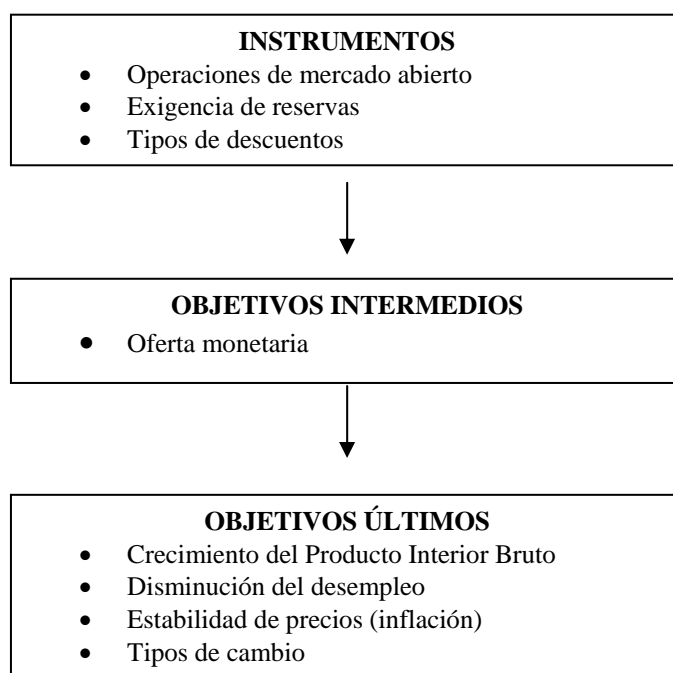 INSTRUMENTOS
• Operaciones de mercado abierto
• Exigencia de reservas
• Tipos de descuentos
OBJETIVOS INTERMEDIOS
• Oferta monetaria
OBJETIVOS ÚLTIMOS
• Crecimiento del Producto Interior Bruto
• Disminución del desempleo
• Estabilidad de precios (inflación)
• Tipos de cambio